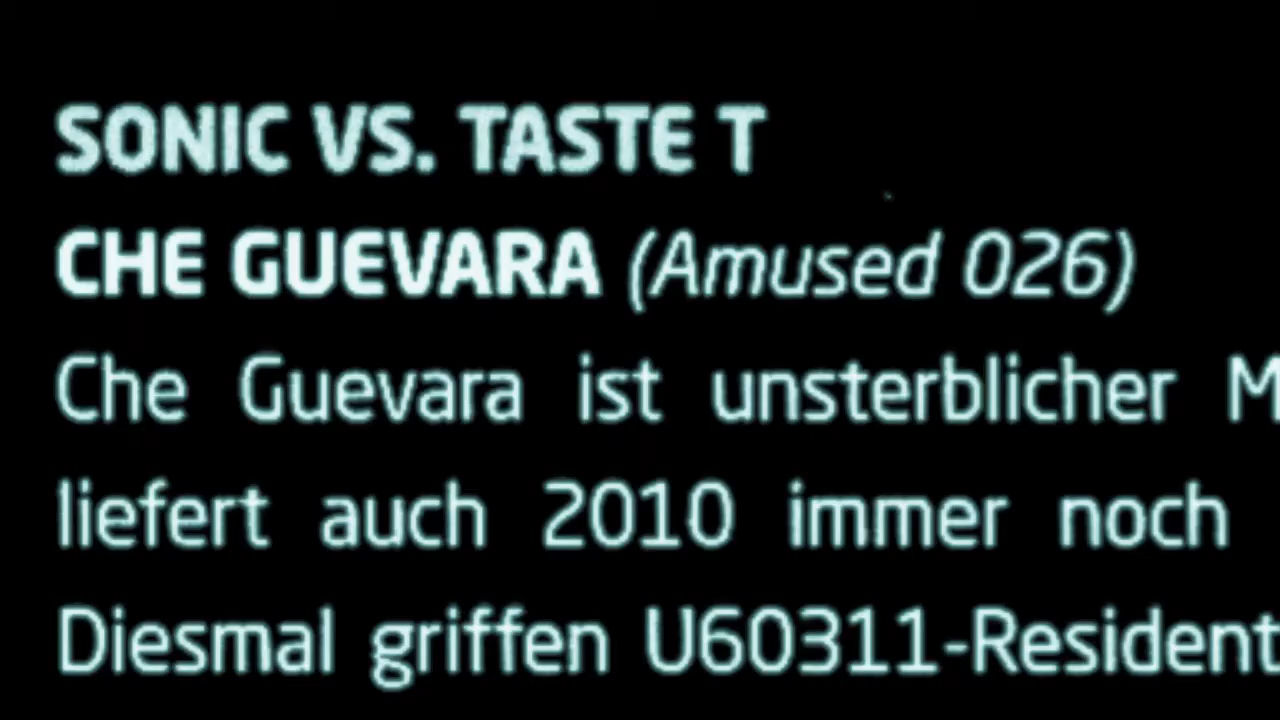 SONIC VS. TASTE T
CHE GUEVARA (Amused 026)
Che Guevara ist unsterblicher
liefert auch 2010 immer noch
Diesmal griffen U60311-Resident